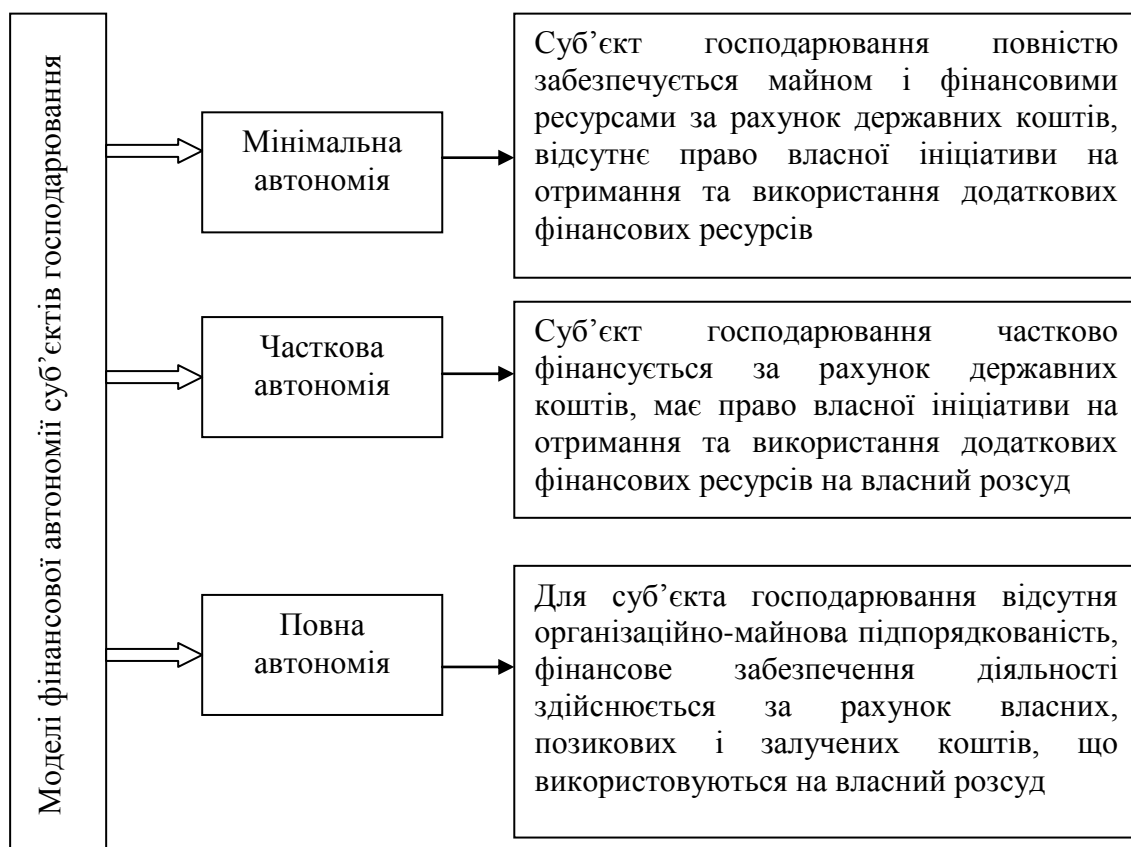 Моделі фінансової автономії суб’єктів господарювання
Мінімальна
автономія
Суб’єкт господарювання повністю
забезпечується майном і фінансовими
ресурсами за рахунок державних коштів,
відсутнє право власної ініціативи на
отримання та використання додаткових
фінансових ресурсів
Часткова
автономія
Суб’єкт господарювання частково
фінансується за рахунок державних
коштів, має право власної ініціативи на
отримання та використання додаткових
фінансових ресурсів на власний розсуд
Повна
автономія
Для суб’єкта господарювання відсутня
організаційно-майнова підпорядкованість,
фінансове забезпечення діяльності
здійснюється за рахунок власних,
позикових і залучених коштів, що
використовуються на власний розсуд